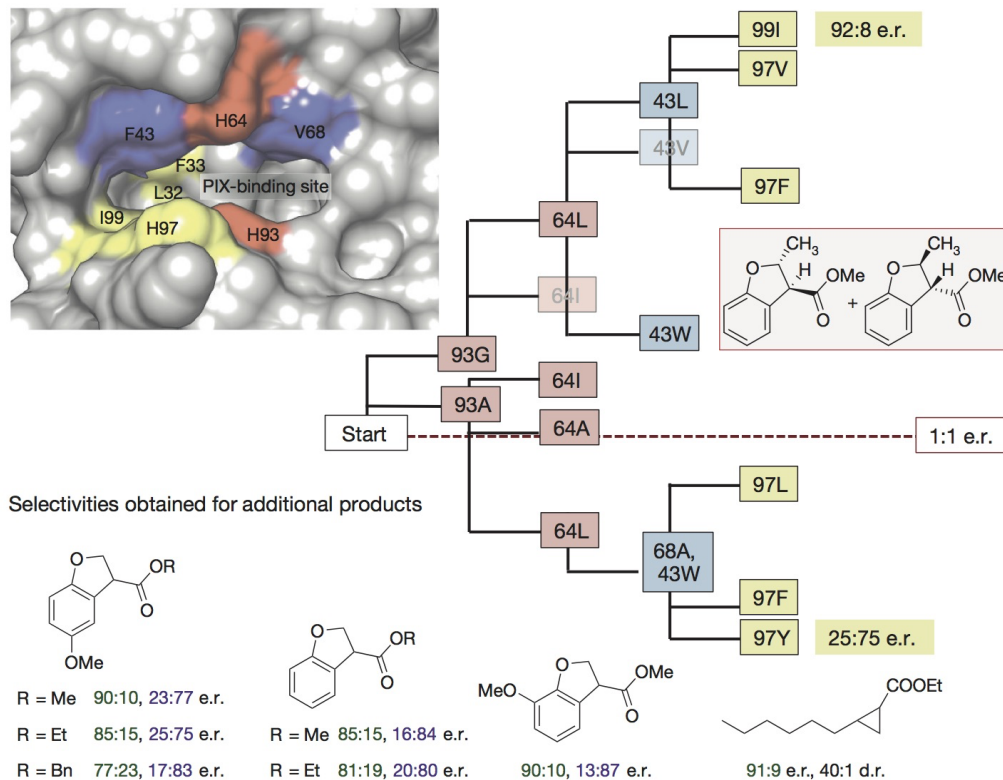 F43
H64
V68
F33
PIX-binding site
L32
I99
H97
H93
99I
92:8 e.r.
97V
43L
43V
97F
64L
64I
43W
93G
CH3
H
O
OMe
O
+
CH3
O
H
OMe
O
93A
64I
64A
Start
1:1 e.r.
97L
64L
68A,
43W
97F
97Y
25:75 e.r.
Selectivities obtained for additional products
O
OR
O
OMe
R = Me 90:10, 23:77 e.r.
R = Et 85:15, 25:75 e.r.
R = Bn 77:23, 17:83 e.r.
O
OR
O
R = Me 85:15, 16:84 e.r.
R = Et 81:19, 20:80 e.r.
O
OMe
MeO
O
90:10, 13:87 e.r.
COOEt
91:9 e.r., 40:1 d.r.